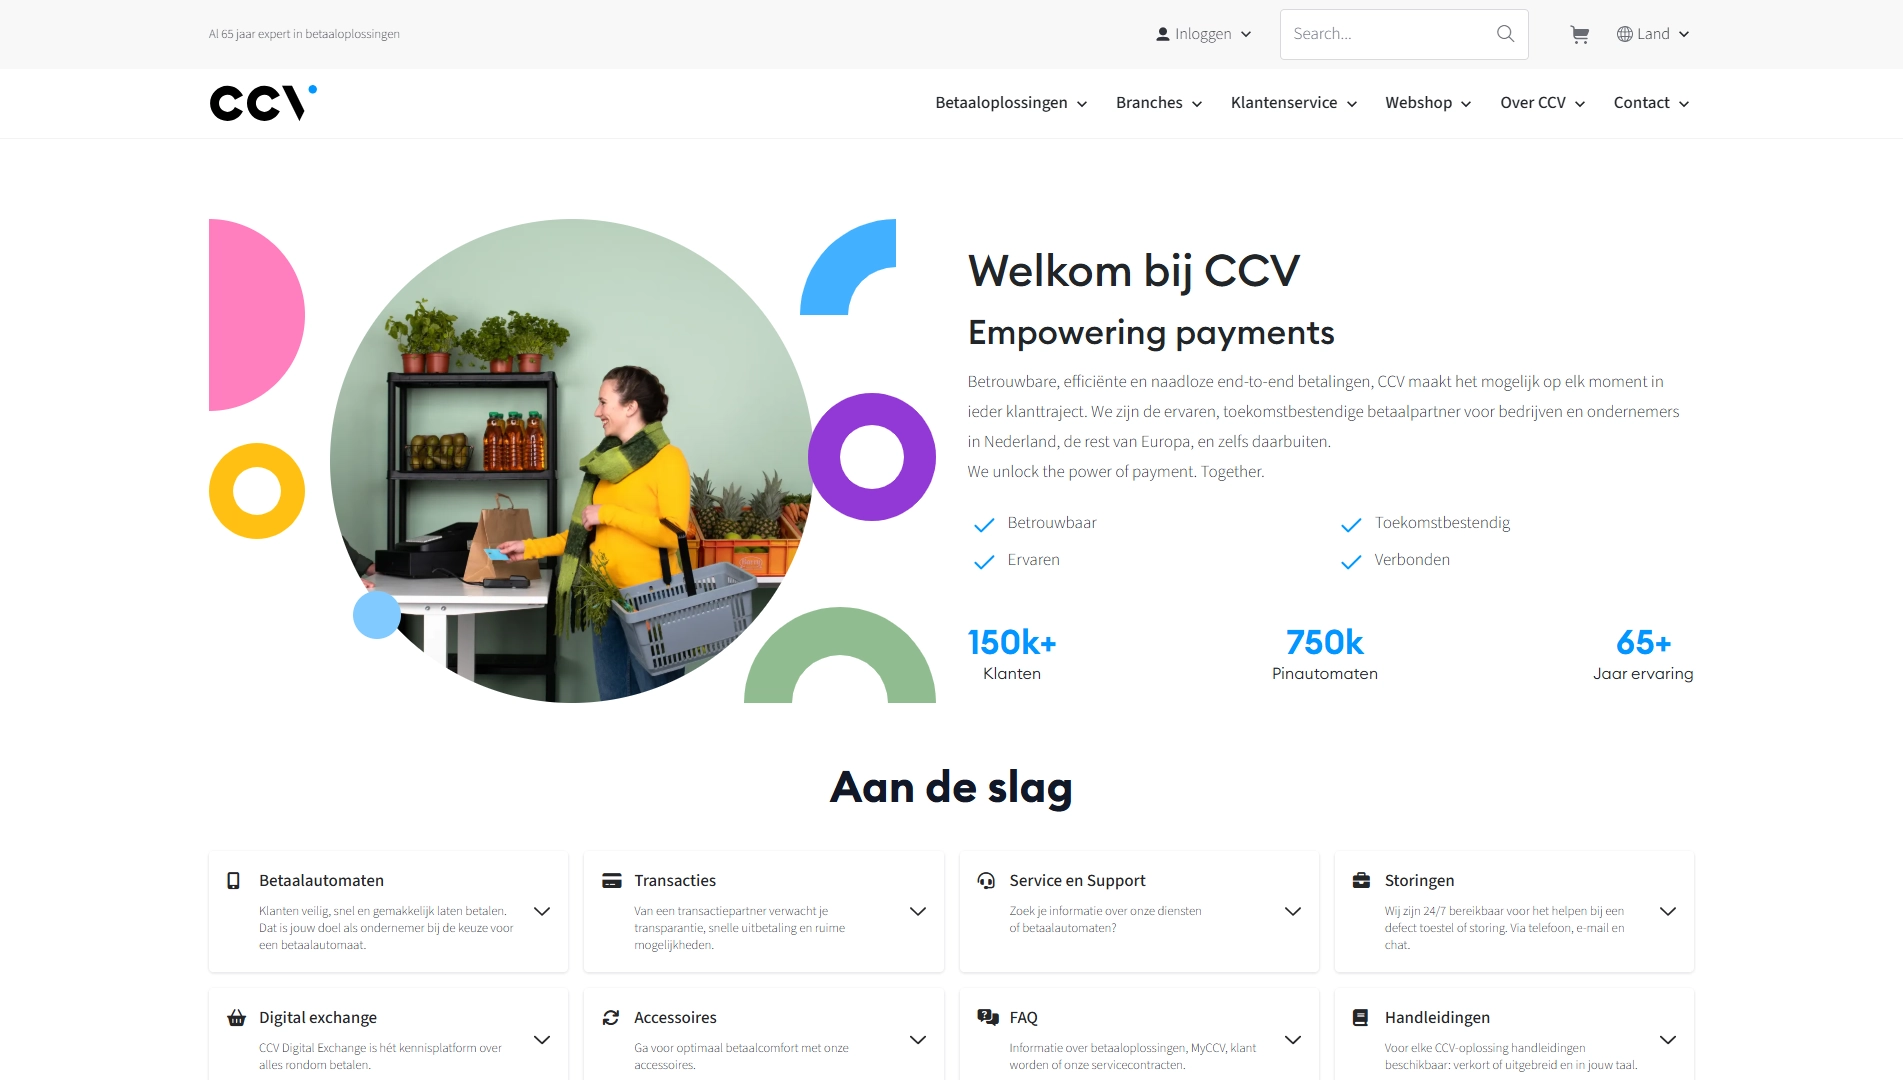 Al 65 jaar expert in betaaloplossingen
Inloggen
Search...
Land
CCV
Betaaloplossingen
Branches
Klantenservice
Webshop
Over CCV
Contact
Welkom bij CCV
Empowering payments
Betrouwbare, efficiënte en naadloze end-to-end betalingen, CCV maakt het mogelijk op elk moment in
ieder klanttraject. We zijn de ervaren, toekomstbestendige betaalpartner voor bedrijven en ondernemers
in Nederland, de rest van Europa, en zelfs daarbuiten.
We unlock the power of payment. Together.
Betrouwbaar
Toekomstbestendig
Ervaren
Verbonden
150k+
Klanten
750k
Pinautomaten
65+
Jaar ervaring
Aan de slag
Betaalautomaten
Klanten veilig, snel en gemakkelijk laten betalen.
Dat is jouw doel als ondernemer bij de keuze voor
een betaalautomaat.
Transacties
Van een transactiepartner verwacht je
transparantie, snelle uitbetaling en ruime
mogelijkheden.
Service en Support
Zoek je informatie over onze diensten
of betaalautomaten?
Storingen
Wij zijn 24/7 bereikbaar voor het helpen bij een
defect toestel of storing. Via telefoon, e-mail en
chat.
Digital exchange
CCV Digital Exchange is hét kennisplatform over
alles rondom betalen.
Accessoires
Ga voor optimaal betaalcomfort met onze
accessoires.
FAQ
Informatie over betaaloplossingen, MyCCV, klant
worden of onze servicecontracten.
Handleidingen
Voor elke CCV-oplossing handleidingen
beschikbaar: verkort of uitgebreid en in jouw taal.